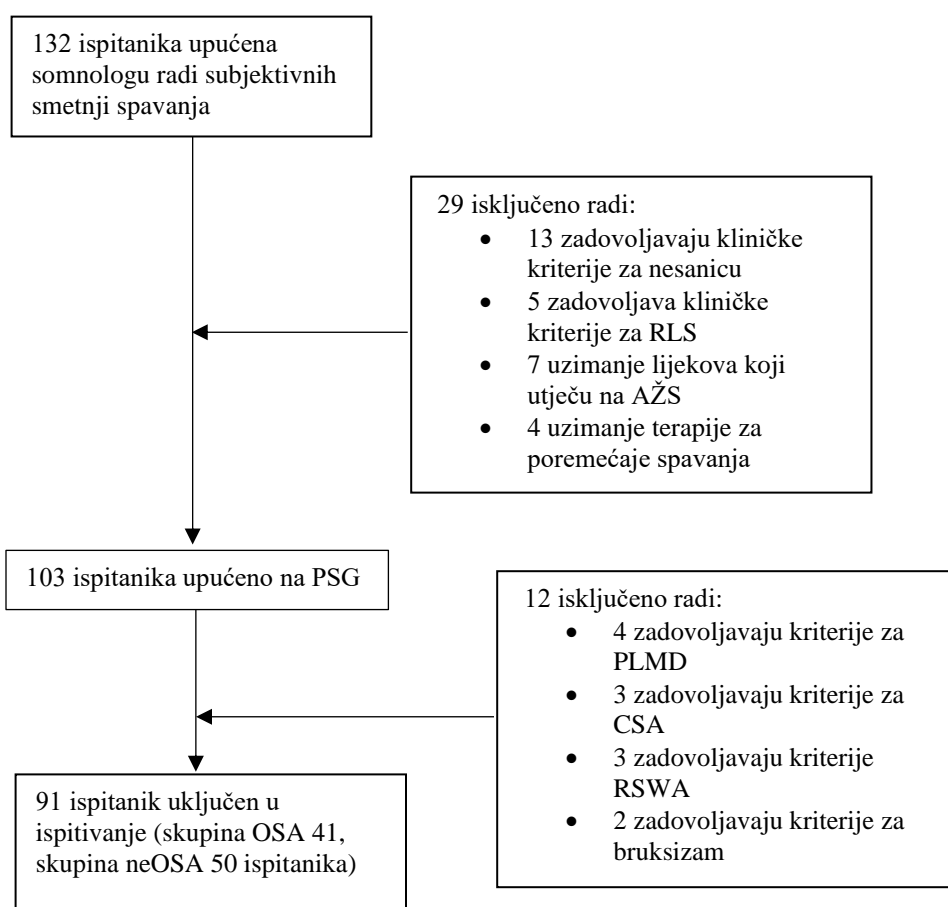 132 ispitanika upućena
somnologu radi subjektivnih
smetnji spavanja
29 isključeno radi:
• 13 zadovoljavaju kliničke
kriterije za nesanicu
• 5 zadovoljava kliničke
kriterije za RLS
• 7 uzimanje lijekova koji
utječu na AŽS
• 4 uzimanje terapije za
poremećaje spavanja
103 ispitanika upućeno na PSG
12 isključeno radi:
• 4 zadovoljavaju kriterije za
PLMD
• 3 zadovoljavaju kriterije za
CSA
• 3 zadovoljavaju kriterije
RSWA
• 2 zadovoljavaju kriterije za
bruksizam
91 ispitanik uključen u
ispitivanje (skupina OSA 41,
skupina neOSA 50 ispitanika)